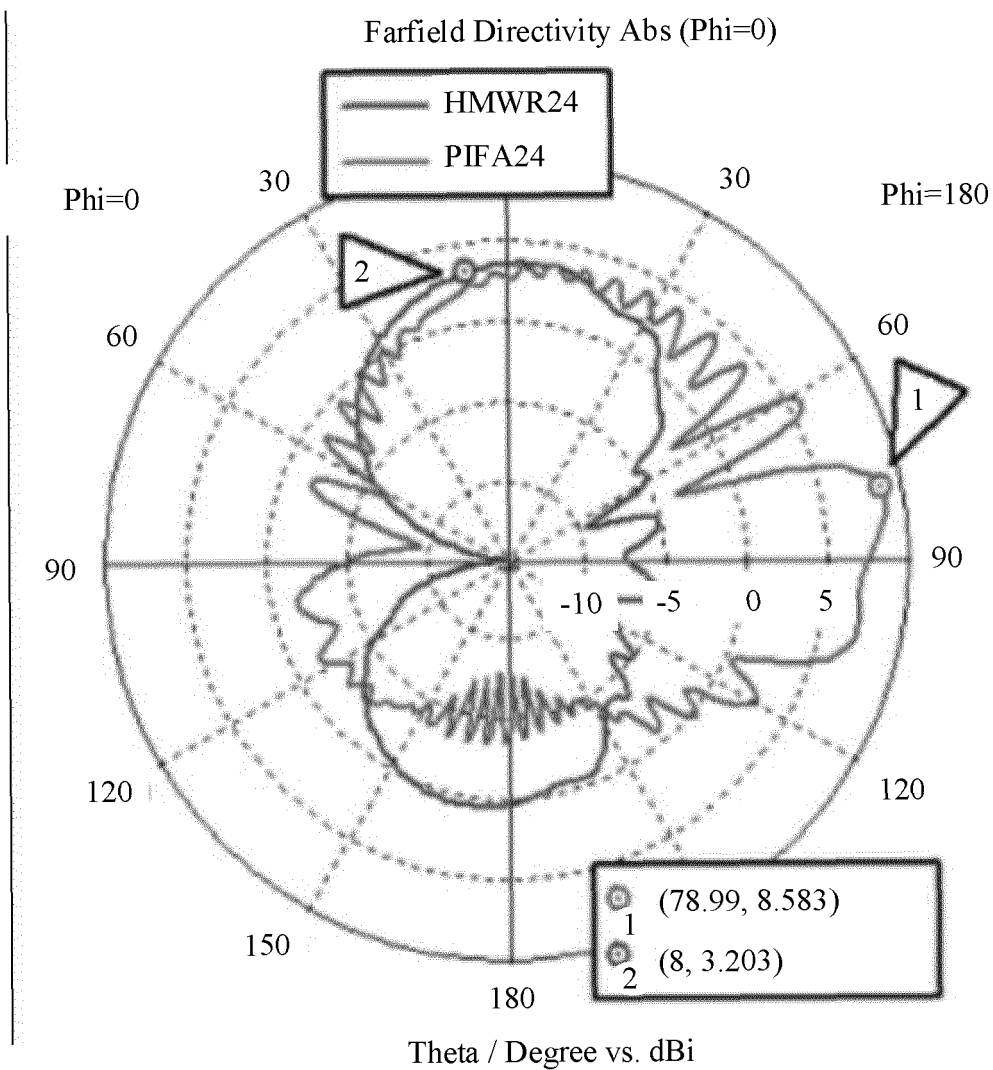 Farfield Directivity Abs (Phi=0)
HMWR24
PIFA24
Phi=0
30
30
Phi=180
2
60
60
1
90
90
-10
-5
0
5
120
120
150
1 (78.99, 8.583)
2 (8, 3.203)
180
Theta / Degree vs. dBi